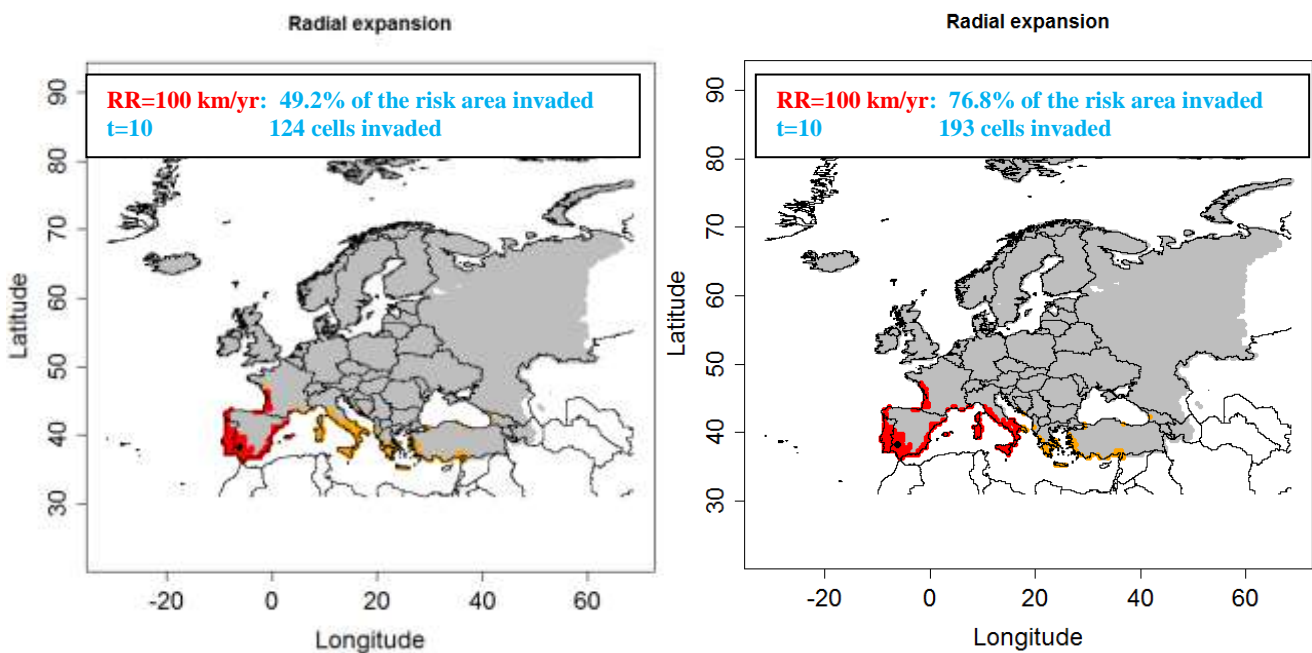 Radial expansion
RR=100 km/yr: 49.2% of the risk area invaded
t=10 124 cells invaded
Latitude
90
80
70
60
50
40
30
-20 0 20 40 60
Longitude
Radial expansion
RR=100 km/yr: 76.8% of the risk area invaded
t=10 193 cells invaded
Latitude
90
80
70
60
50
40
30
-20 0 20 40 60
Longitude